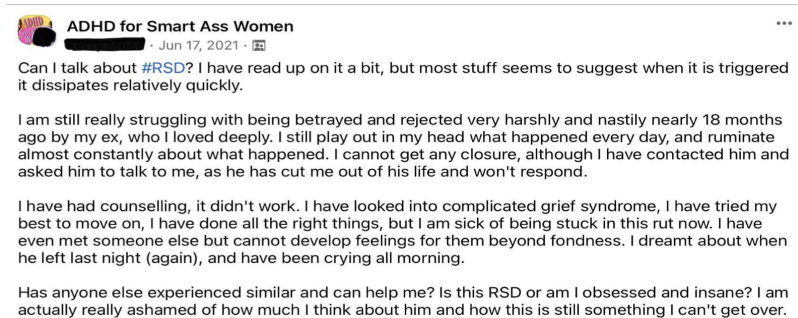 ADHD
ADHD for Smart Ass Women
· Jun 17, 2021 ·
Can I talk about #RSD? I have read up on it a bit, but most stuff seems to suggest when it is triggered
it dissipates relatively quickly.
I am still really struggling with being betrayed and rejected very harshly and nastily nearly 18 months
ago by my ex, who I loved deeply. I still play out in my head what happened every day, and ruminate
almost constantly about what happened. I cannot get any closure, although I have contacted him and
asked him to talk to me, as he has cut me out of his life and won't respond.
I have had counselling, it didn't work. I have looked into complicated grief syndrome, I have tried my
best to move on, I have done all the right things, but I am sick of being stuck in this rut now. I have
even met someone else but cannot develop feelings for them beyond fondness. I dreamt about when
he left last night (again), and have been crying all morning.
Has anyone else experienced similar and can help me? Is this RSD or am I obsessed and insane? I am
actually really ashamed of how much I think about him and how this is still something I can't get over.